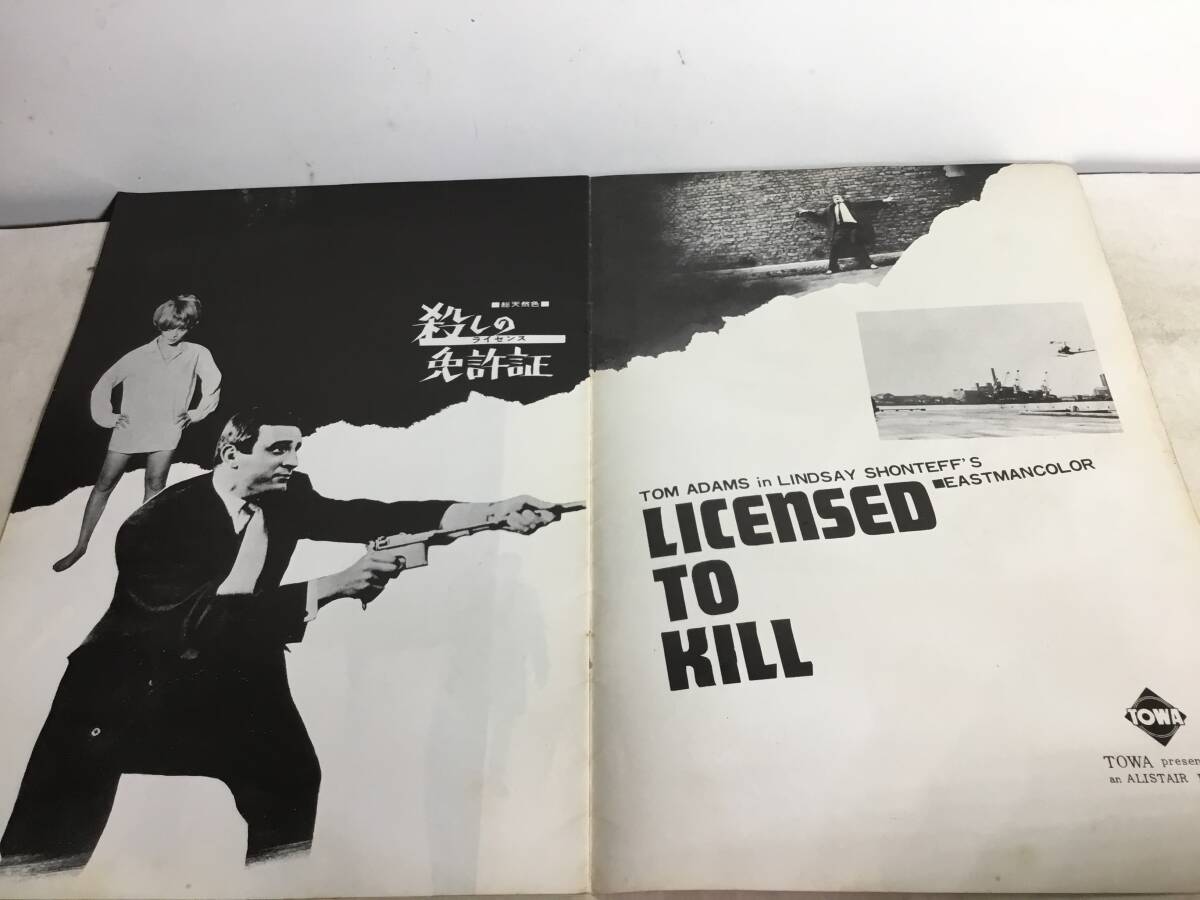 ■総天然色■
殺しの
ライセンス
免許証
TOM ADAMS in LINDSAY SHONTEFF'S
■EASTMANCOLOR
LICENSED
TO
KILL
TOWA
TOWA presen
an ALISTAIR